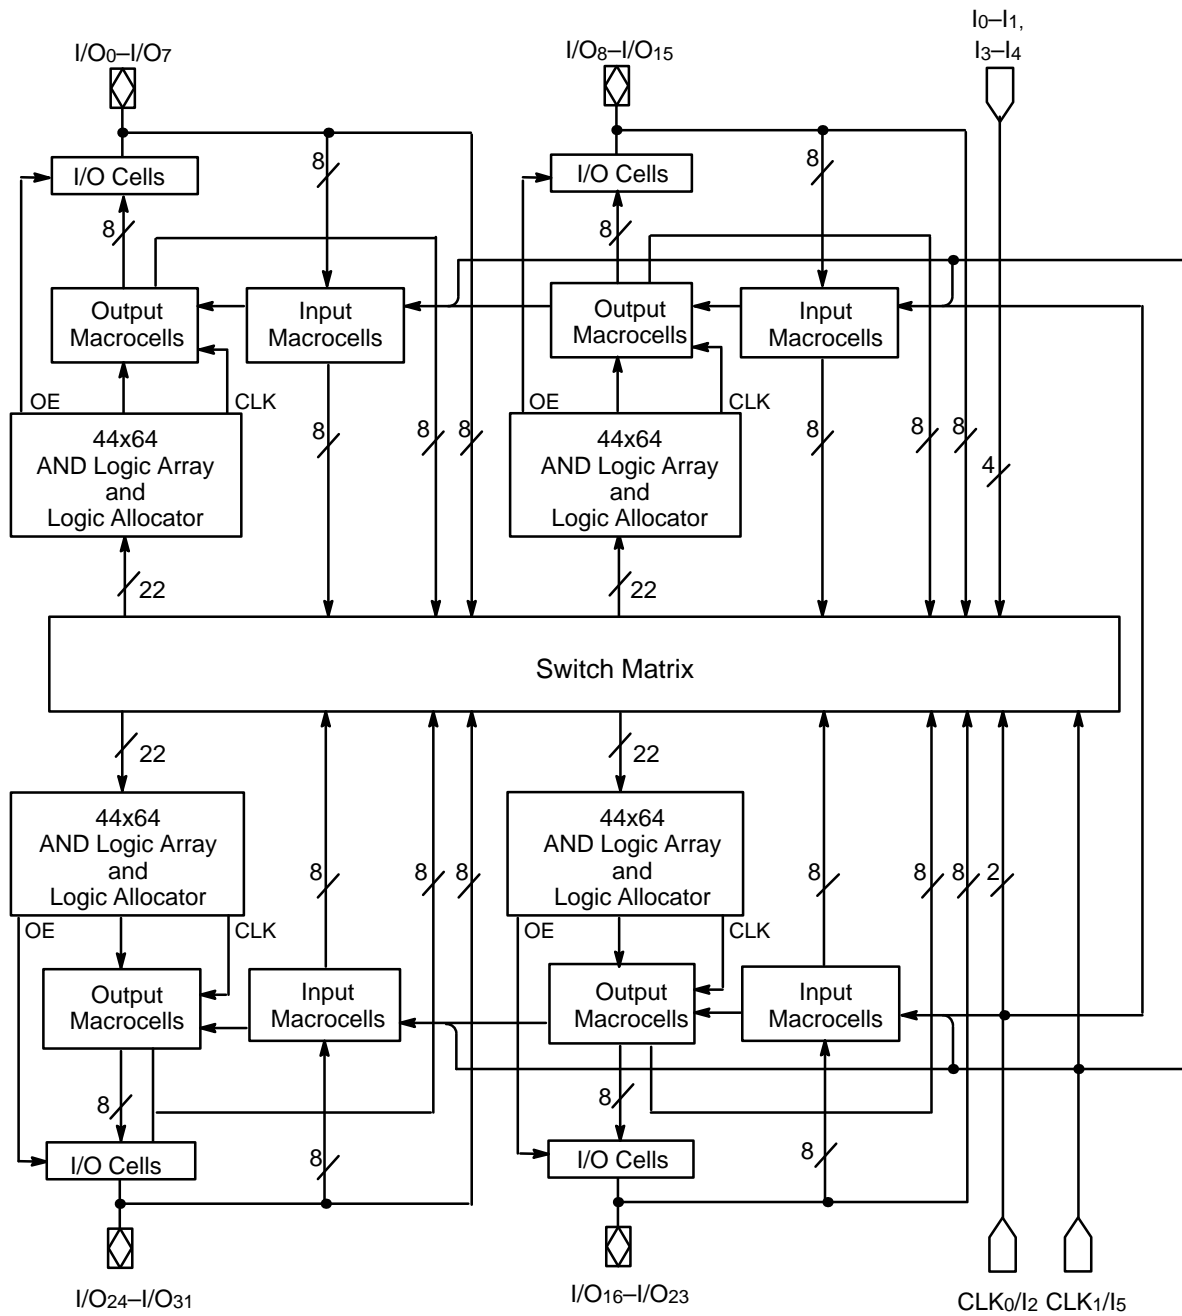 I/O0–I/O7
I/O8–I/O15
I0–I1,
I3–I4
I/O Cells
8
I/O Cells
8
8
8
Output
Macrocells
Input
Macrocells
Output
Macrocells
Input
Macrocells
OE
CLK
OE
CLK
44x64
AND Logic Array
and
Logic Allocator
8
8
8
44x64
AND Logic Array
and
Logic Allocator
8
8
8
4
22
22
Switch Matrix
22
22
44x64
AND Logic Array
and
Logic Allocator
8
8
8
44x64
AND Logic Array
and
Logic Allocator
8
8
8
2
OE
CLK
OE
CLK
Output
Macrocells
Input
Macrocells
Output
Macrocells
Input
Macrocells
8
8
I/O Cells
8
I/O Cells
8
I/O24–I/O31
I/O16–I/O23
CLK0/I2 CLK1/I5